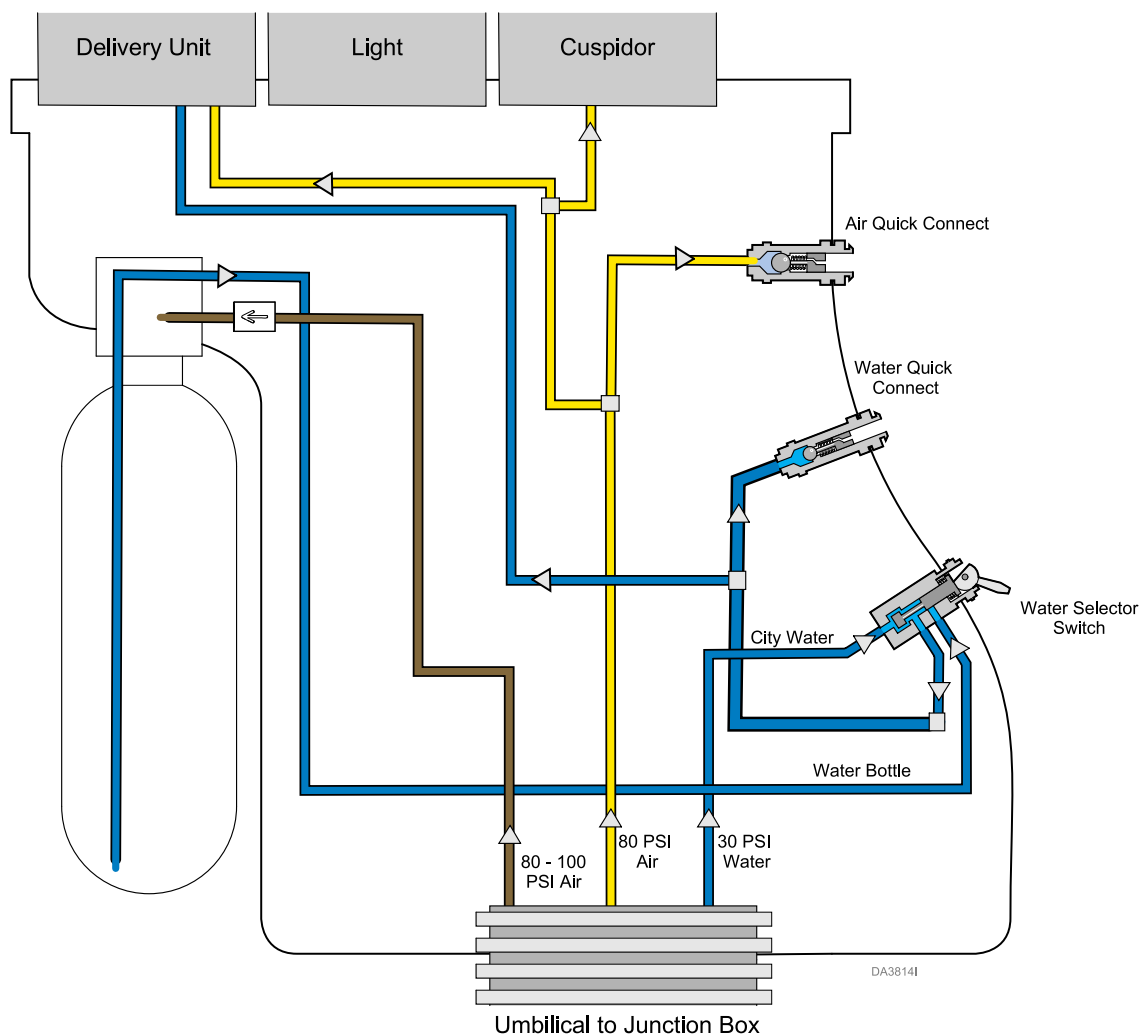 Delivery Unit
Light
Cuspidor
Air Quick Connect
Water Quick
Connect
Water Selector
Switch
City Water
Water Bottle
80 - 100
PSI Air
80 PSI
Air
30 PSI
Water
DA3814I
Umbilical to Junction Box